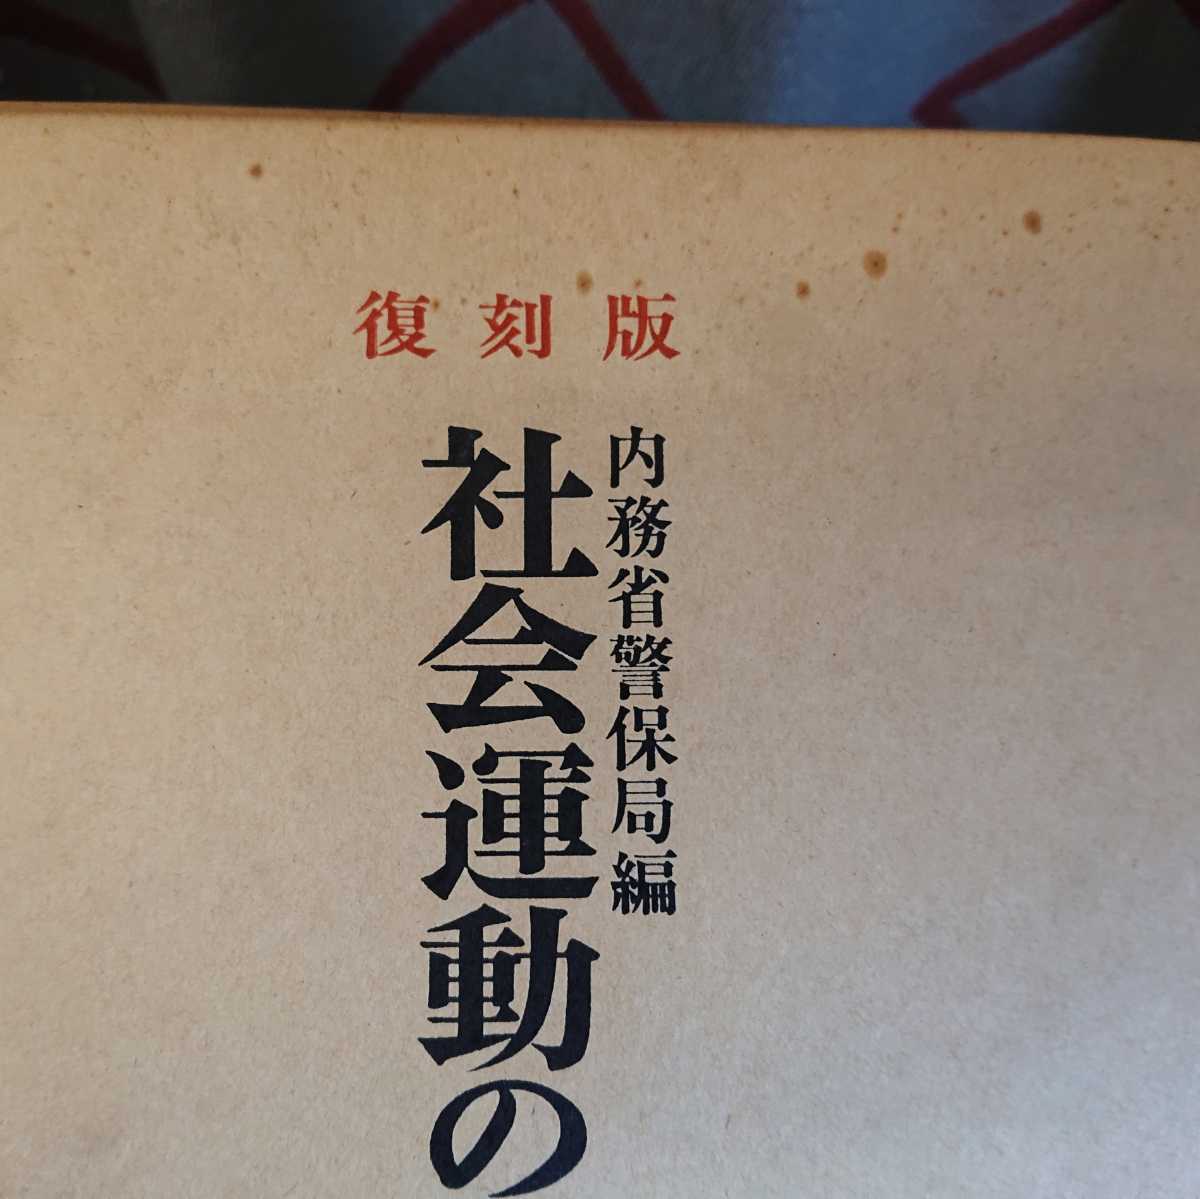 復刻版
内務省警保局編
社会運動の